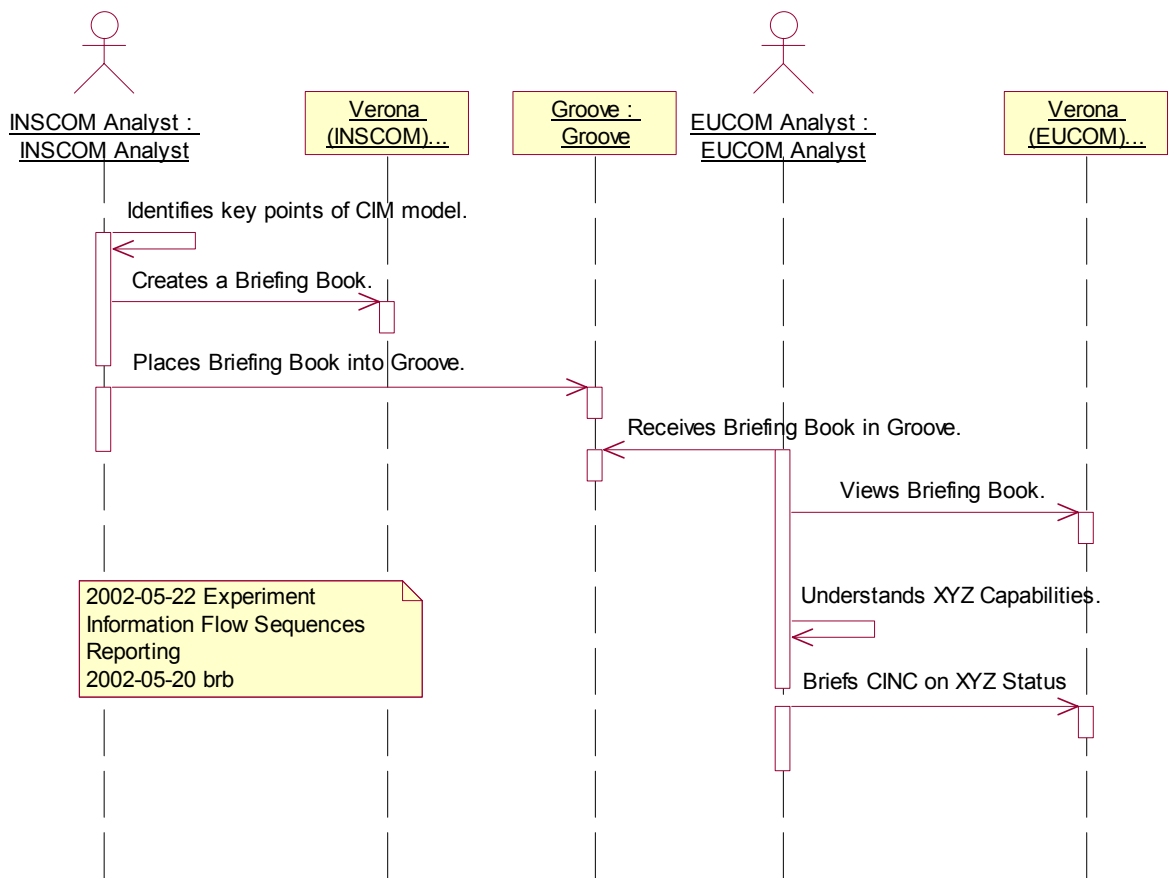 INSCOM Analyst :
INSCOM Analyst
Verona
(INSCOM)...
Groove :
Groove
EUCOM Analyst :
EUCOM Analyst
Verona
(EUCOM)...
Identifies key points of CIM model.
Creates a Briefing Book.
Places Briefing Book into Groove.
Receives Briefing Book in Groove.
Views Briefing Book.
Understands XYZ Capabilities.
Briefs CINC on XYZ Status
2002-05-22 Experiment
Information Flow Sequences
Reporting
2002-05-20 brb